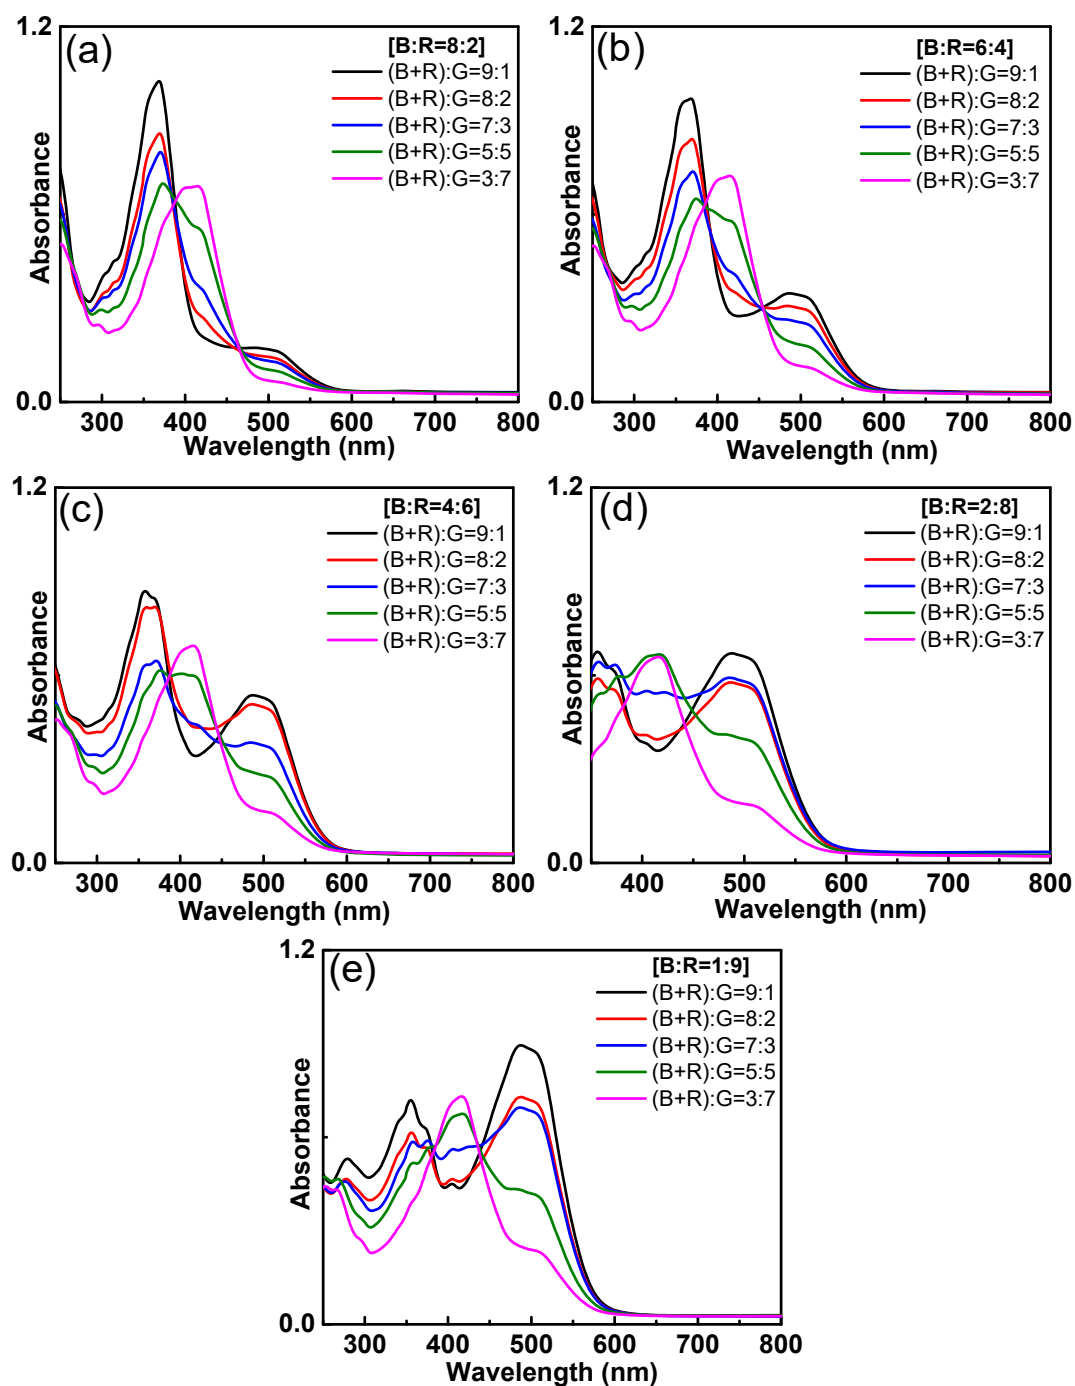 1.2
(a)
[B:R=8:2]
(B+R):G=9:1
(B+R):G=8:2
(B+R):G=7:3
(B+R):G=5:5
(B+R):G=3:7
Absorbance
0.0
300 400 500 600 700 800
Wavelength (nm)
1.2
(b)
[B:R=6:4]
(B+R):G=9:1
(B+R):G=8:2
(B+R):G=7:3
(B+R):G=5:5
(B+R):G=3:7
Absorbance
0.0
300 400 500 600 700 800
Wavelength (nm)
1.2
(c)
[B:R=4:6]
(B+R):G=9:1
(B+R):G=8:2
(B+R):G=7:3
(B+R):G=5:5
(B+R):G=3:7
Absorbance
0.0
300 400 500 600 700 800
Wavelength (nm)
1.2
(d)
[B:R=2:8]
(B+R):G=9:1
(B+R):G=8:2
(B+R):G=7:3
(B+R):G=5:5
(B+R):G=3:7
Absorbance
0.0
400 500 600 700 800
Wavelength (nm)
1.2
(e)
[B:R=1:9]
(B+R):G=9:1
(B+R):G=8:2
(B+R):G=7:3
(B+R):G=5:5
(B+R):G=3:7
Absorbance
0.0
300 400 500 600 700 800
Wavelength (nm)